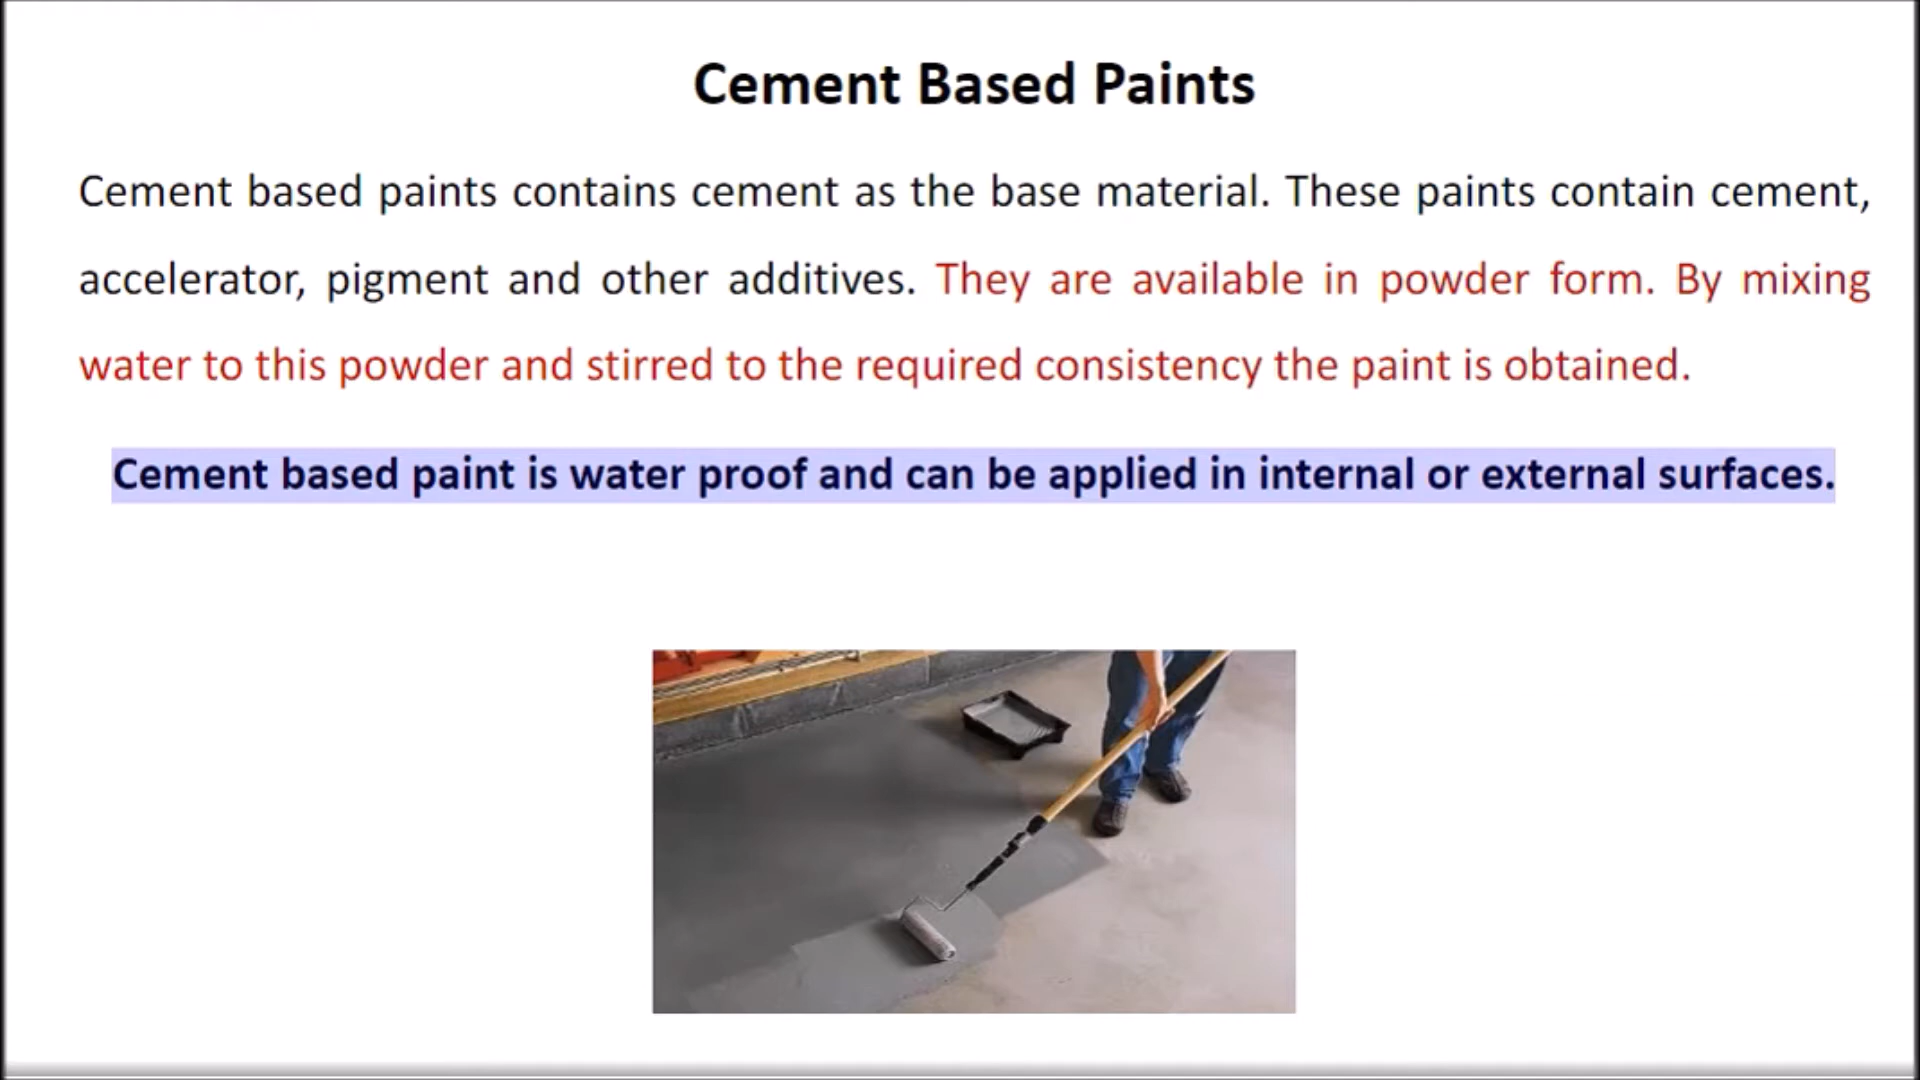 Cement Based Paints
Cement based paints contains cement as the base material. These paints contain cement,
accelerator, pigment and other additives. They are available in powder form. By mixing
water to this powder and stirred to the required consistency the paint is obtained.
Cement based paint is water proof and can be applied in internal or external surfaces.